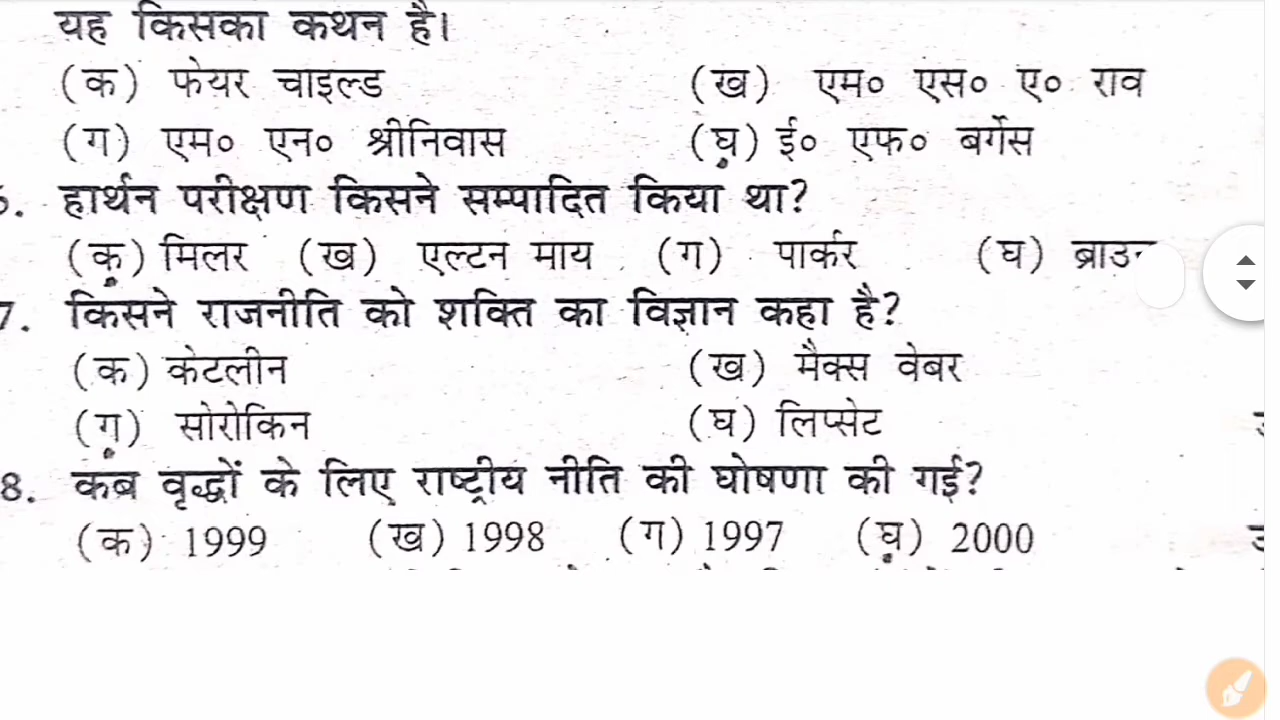 यह किसका कथन है।
(क) फेयर चाइल्ड (ख) एम० एस० ए० राव
(ग) एम० एन० श्रीनिवास (घ) ई० एफ० बर्गेस
हार्थन परीक्षण किसने सम्पादित किया था?
(क) मिलर (ख) एल्टन माय (ग) पार्कर (घ)
7. किसने राजनीति को शक्ति का विज्ञान कहा है?
(क) केटलीन (ख) मैक्स वेबर
(ग) सोरोकिन (घ) लिप्सेट
8. कब वृद्धों के लिए राष्ट्रीय नीति की घोषणा की गई?
(क) 1999 (ख) 1998 (ग) 1997 (घ) 2000